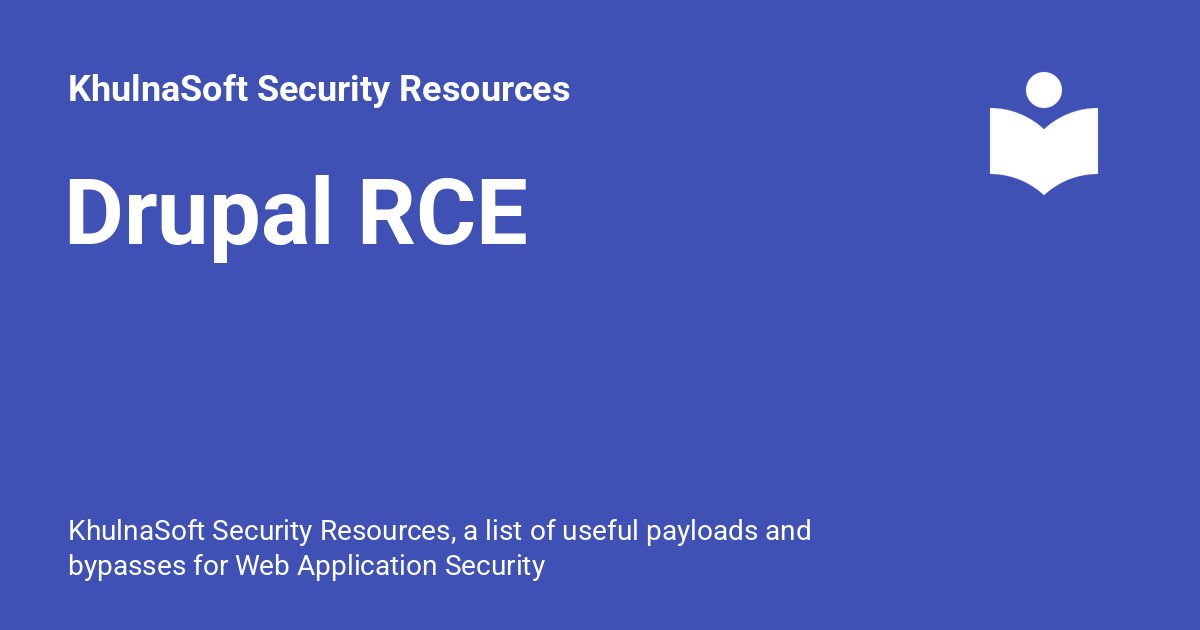 KhulnaSoft Security Resources
Drupal RCE
KhulnaSoft Security Resources, a list of useful payloads and
bypasses for Web Application Security